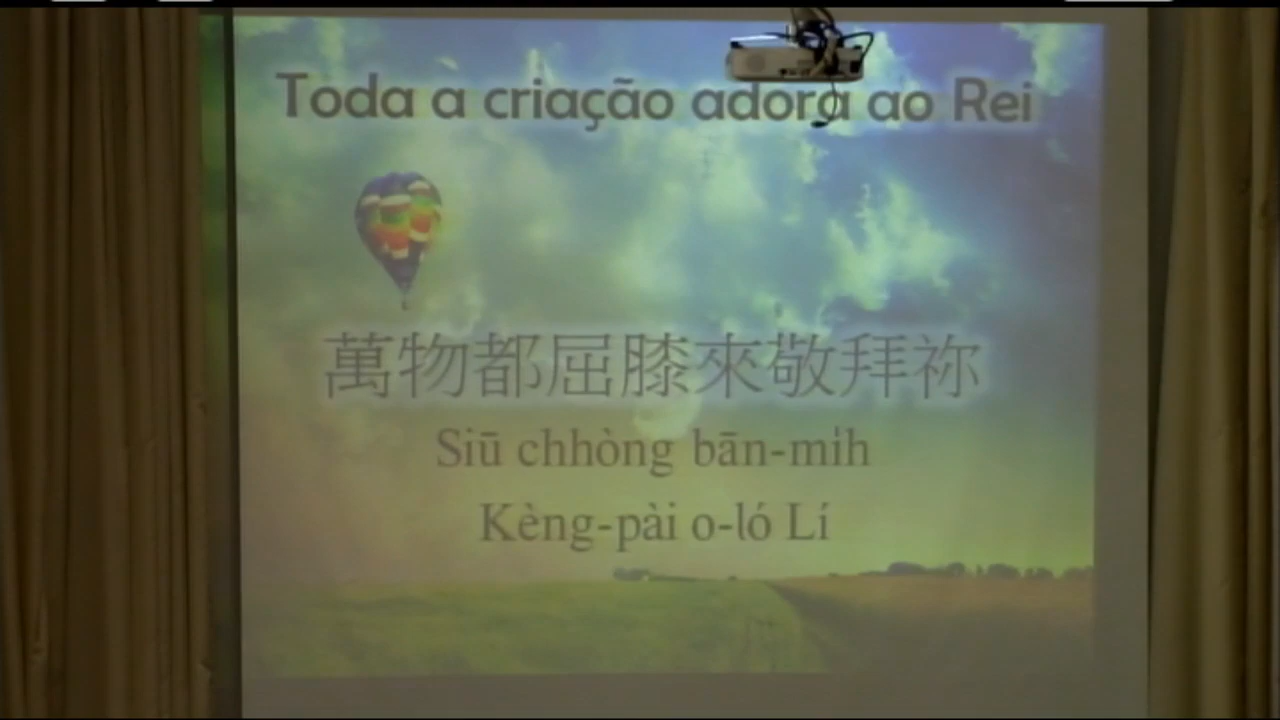 Toda a criação adora ao Rei
萬物都屈膝來敬拜祢
Siū chhòng bān-mi̍h
Kèng-pài o-ló Lí